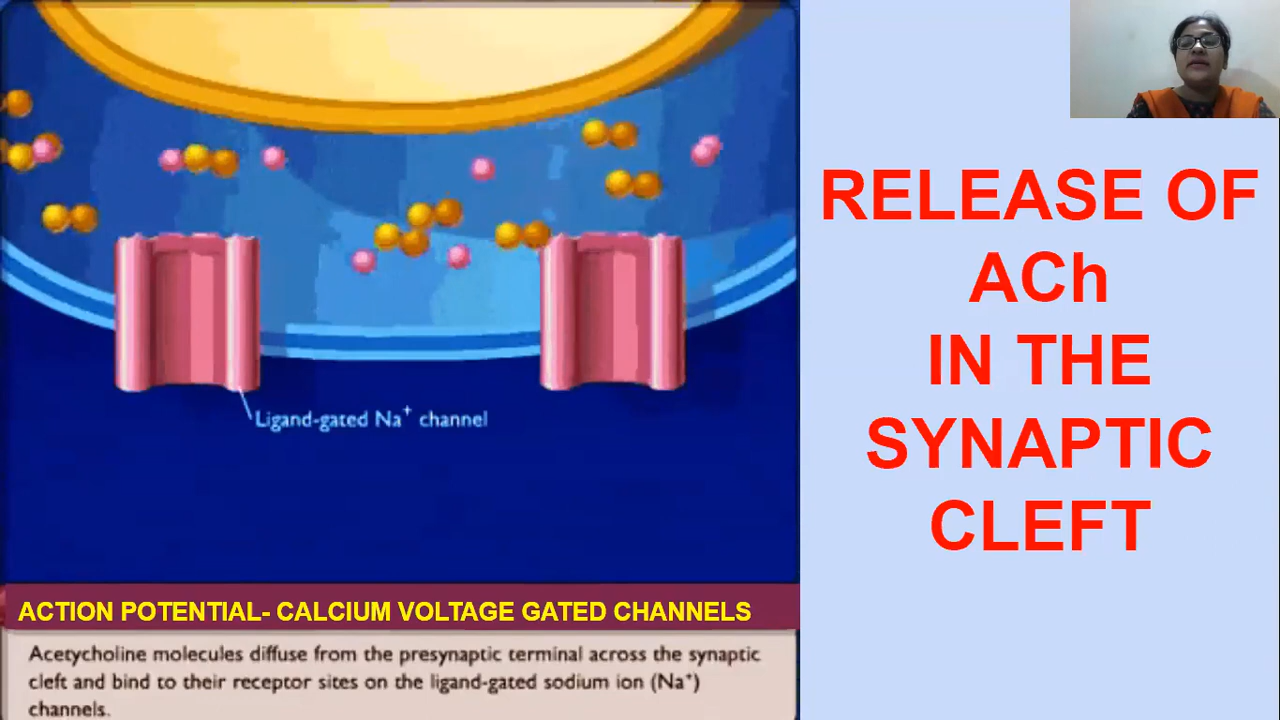 RELEASE OF
ACh
IN THE
SYNAPTIC
CLEFT
Ligand-gated Na⁺ channel
ACTION POTENTIAL- CALCIUM VOLTAGE GATED CHANNELS
Acetycholine molecules diffuse from the presynaptic terminal across the synaptic
cleft and bind to their receptor sites on the ligand-gated sodium ion (Na⁺)
channels.